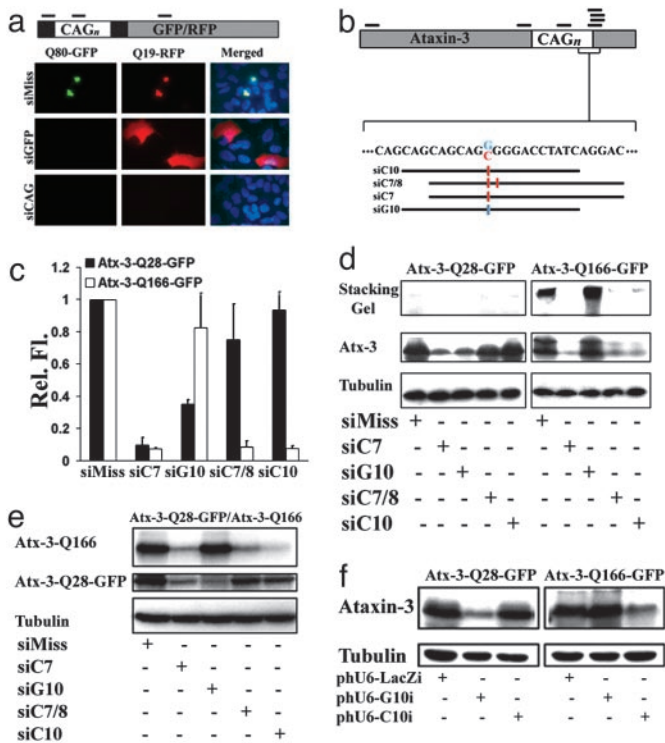 a
CAGn GFP/RFP
Q80-GFP Q19-RFP Merged
siMiss
siGFP
siCAG
b
Ataxin-3 CAGn
···CAGCAGCAGCAG G GGGACCTATCAGGAC ···
C
siC10
siC7/8
siC7
siG10
c
Atx-3-Q28-GFP
Atx-3-Q166-GFP
Rel. Fl.
1.2
1
0.8
0.6
0.4
0.2
0
siMiss siC7 siG10 siC7/8 siC10
d
Atx-3-Q28-GFP Atx-3-Q166-GFP
Stacking
Gel
Atx-3
Tubulin
siMiss + - - - - + - - - -
siC7 - + - - - - + - - -
siG10 - - + - - - - + - -
siC7/8 - - - + - - - - + -
siC10 - - - - + - - - - +
e
Atx-3-Q28-GFP/Atx-3-Q166
Atx-3-Q166
Atx-3-Q28-GFP
Tubulin
siMiss + - - - -
siC7 - + - - -
siG10 - - + - -
siC7/8 - - - + -
siC10 - - - - +
f
Atx-3-Q28-GFP Atx-3-Q166-GFP
Ataxin-3
Tubulin
phU6-LacZi + - - + - -
phU6-G10i - + - - + -
phU6-C10i - - + - - +